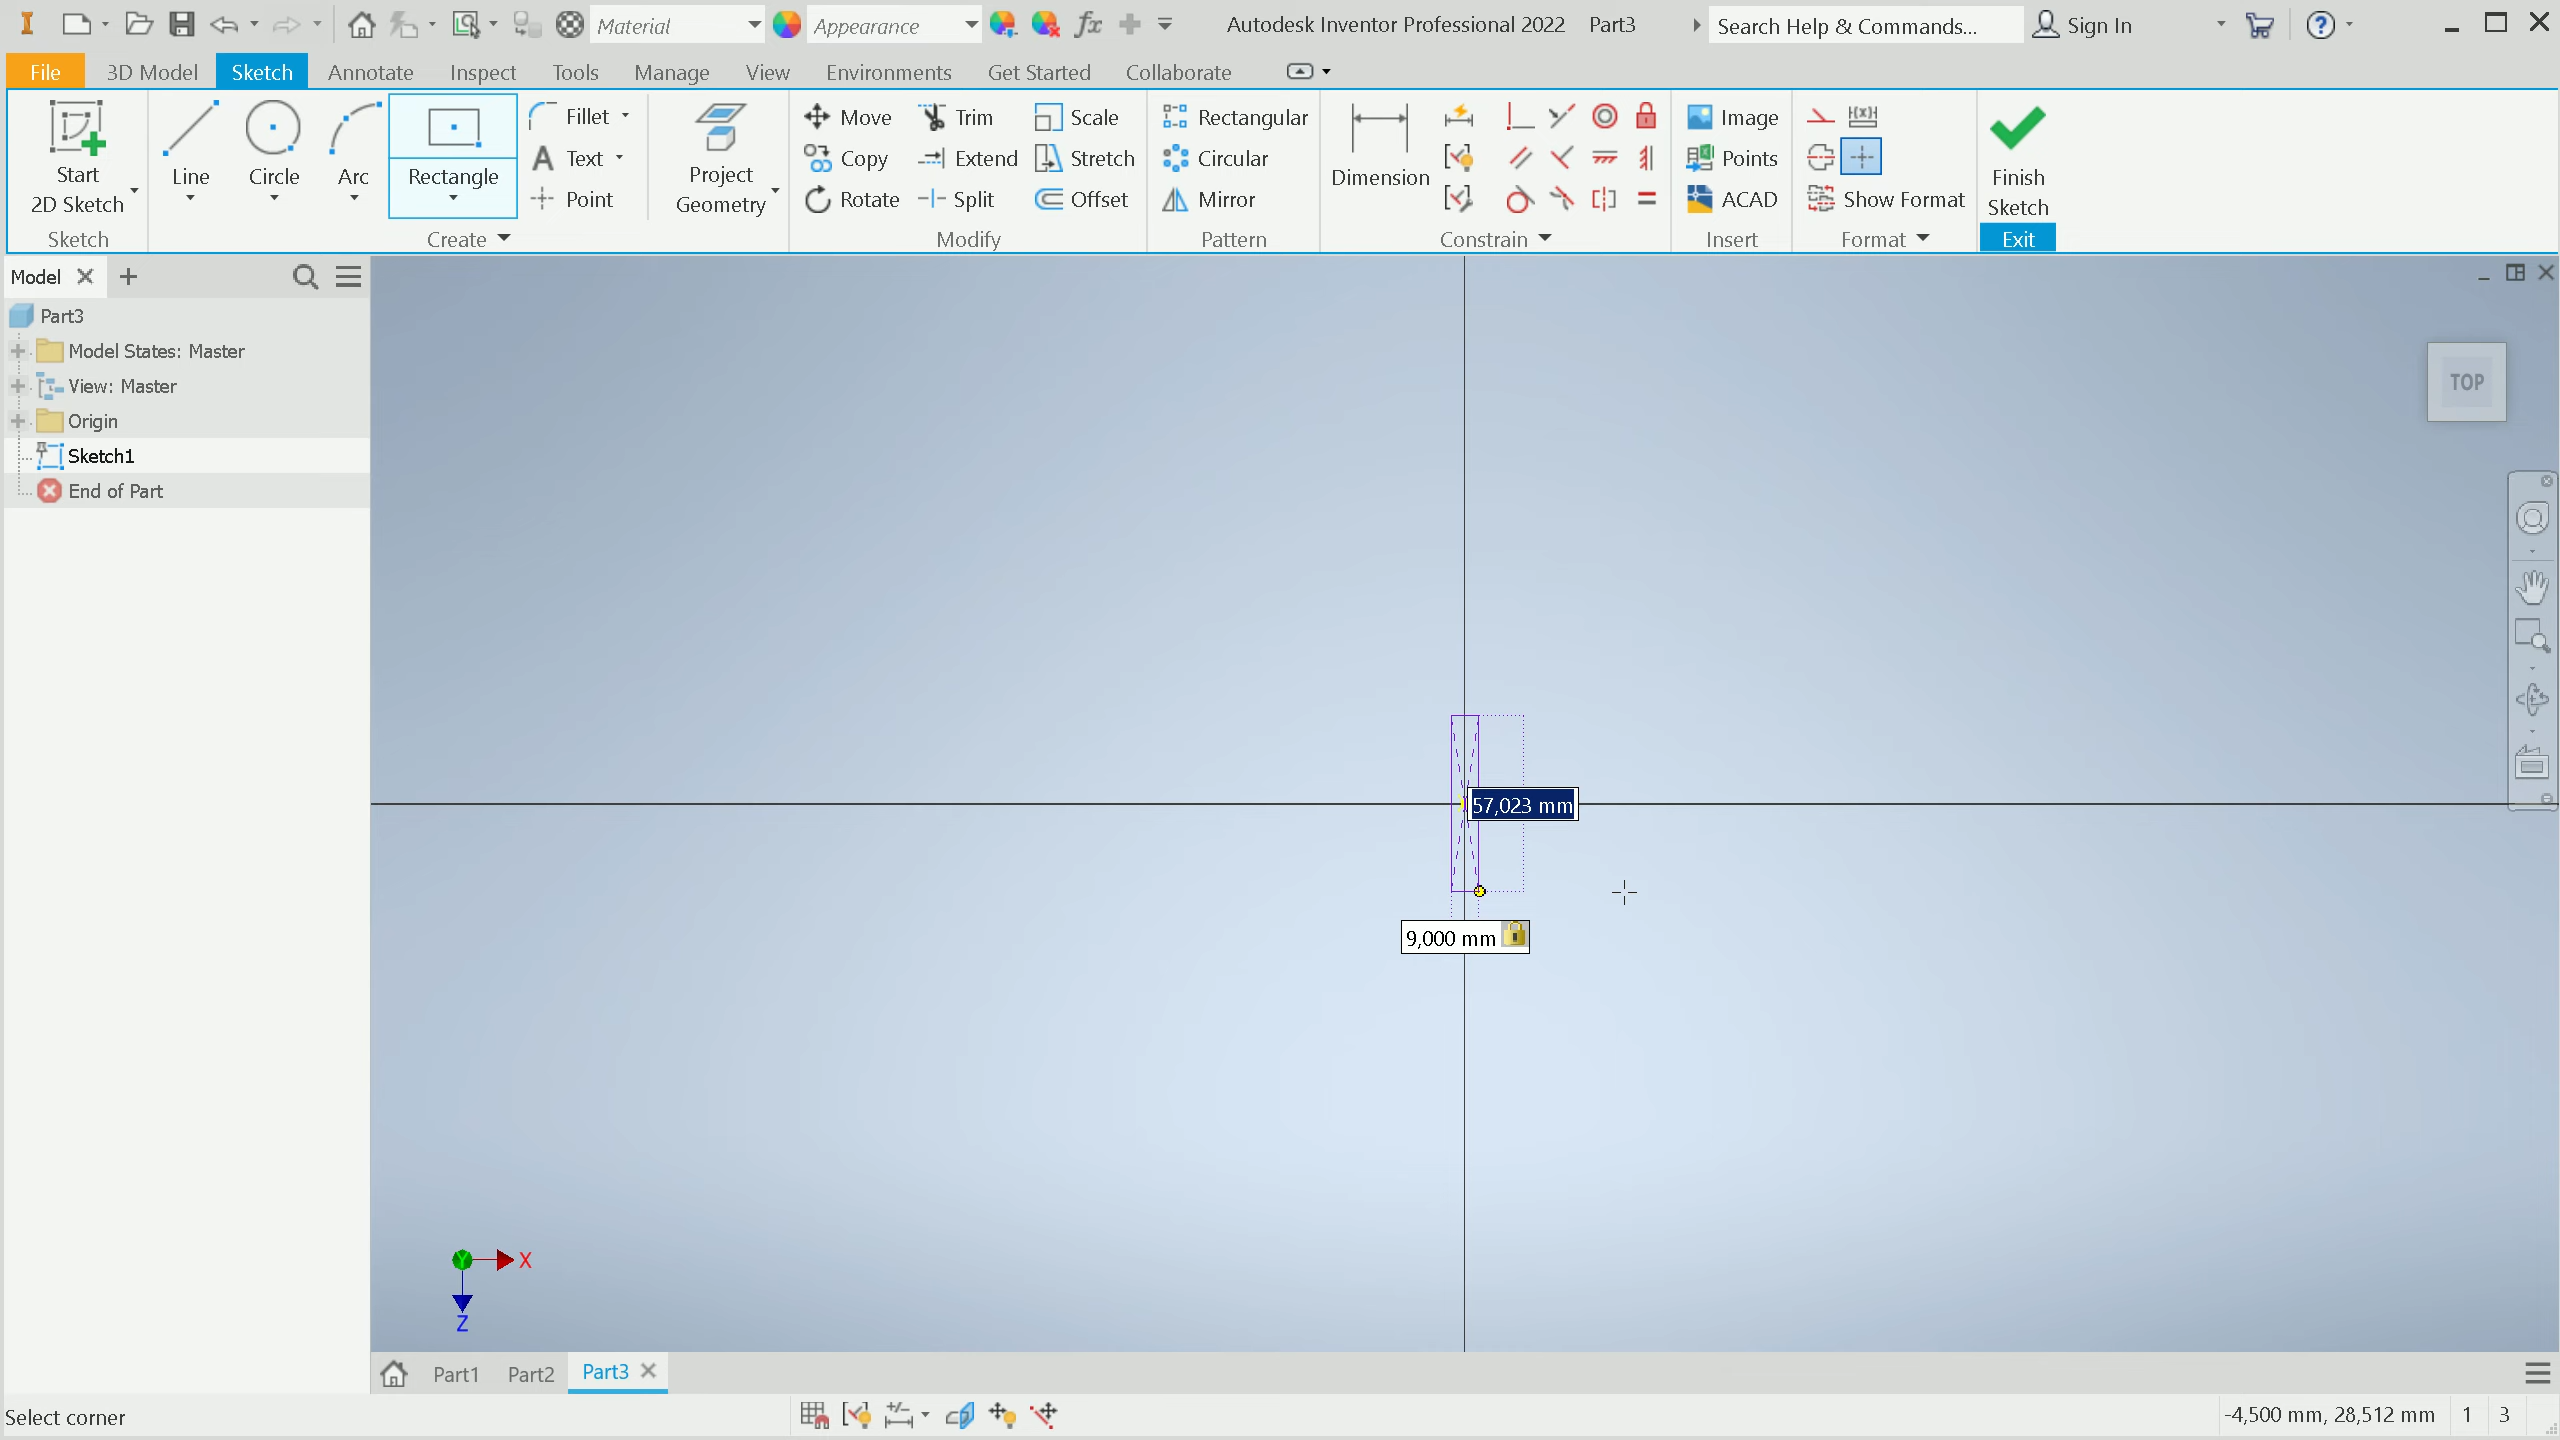 Material
Appearance
Autodesk Inventor Professional 2022 Part3
Search Help & Commands...
Sign In
File 3D Model Sketch Annotate Inspect Tools Manage View Environments Get Started Collaborate
Start
2D Sketch
Line
Circle
Arc
Rectangle
Fillet
Text
Point
Project
Geometry
Move
Copy
Rotate
Trim
Extend
Split
Scale
Stretch
Offset
Rectangular
Circular
Mirror
Dimension
Image
Points
ACAD
Show Format
Finish
Sketch
Sketch Create Modify Pattern Constrain Insert Format Exit
Model
Part3
Model States: Master
View: Master
Origin
Sketch1
End of Part
TOP
57,023 mm
9,000 mm
X
Z
Part1 Part2 Part3
Select corner
-4,500 mm, 28,512 mm 1 3